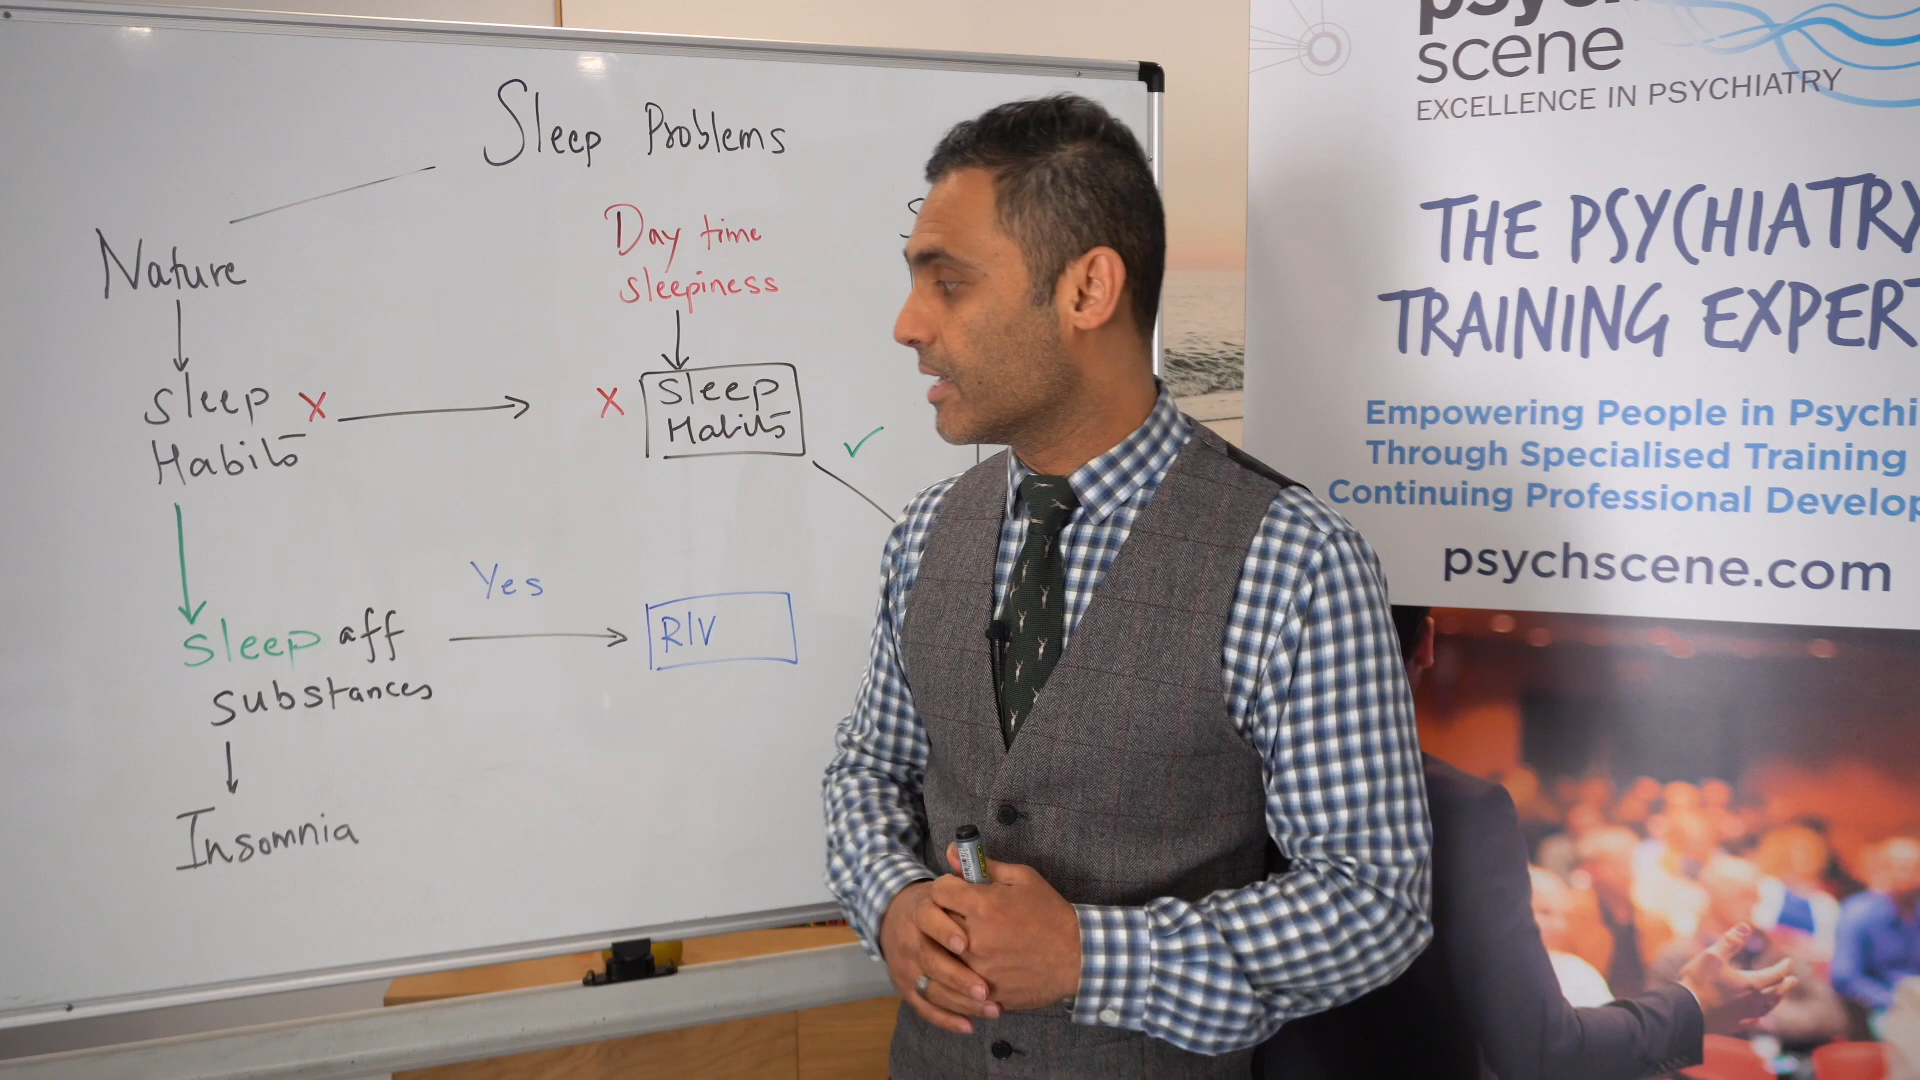 Sleep Problems
Nature
Day time
sleepiness
sleep X
Habits
X Sleep
Habits
Sleep aff
substances
Yes
R/V
Insomnia
scene
EXCELLENCE IN PSYCHIATRY
THE PSYCHIATRY
TRAINING EXPERT
Empowering People in Psychi
Through Specialised Training
Continuing Professional Develop
psychscene.com